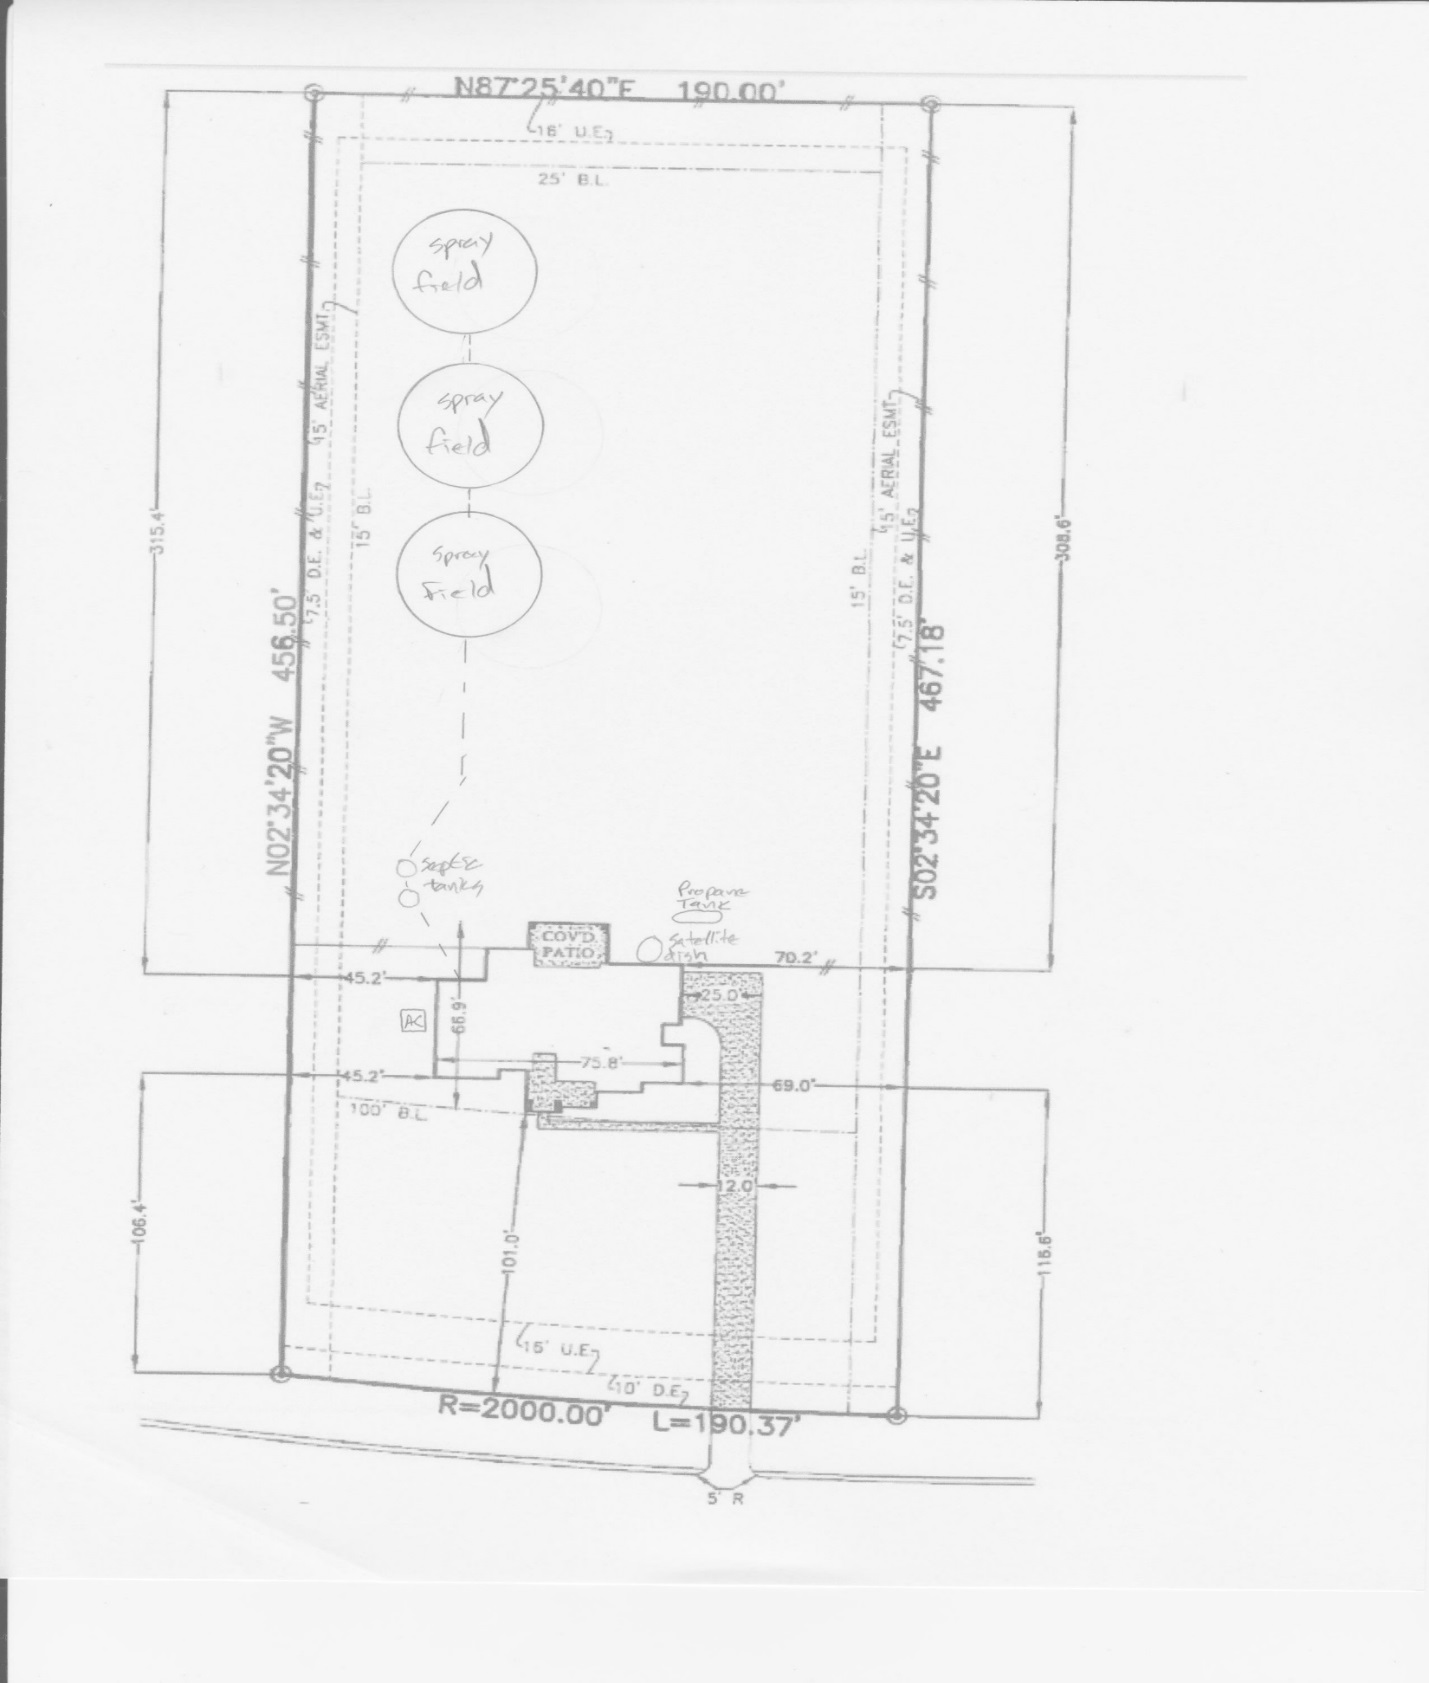 N87°25'40"E 190.00'
16' U.E.
25' B.L.
spray
field
spray
field
spray
field
15' AERIAL ESMT.
7.5' D.E. & U.E.
15' B.L.
15' AERIAL ESMT.
7.5' D.E. & U.E.
15' B.L.
315.4'
308.6'
N02°34'20"W 456.50'
S02°34'20"E 467.18'
septic
tanks
Propane
Tank
Satellite
dish
COV'D
PATIO
70.2'
45.2'
25.0'
AC
66.9'
75.8'
45.2'
69.0'
100' B.L.
12.0'
106.4'
101.0'
116.6'
16' U.E.
10' D.E.
R=2000.00' L=190.37'
5' R